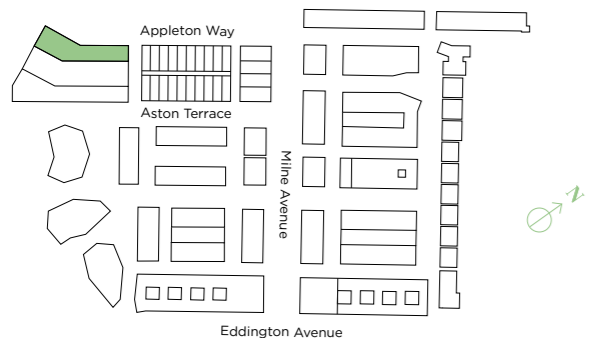 Appleton Way
Aston Terrace
Milne Avenue
N
Eddington Avenue